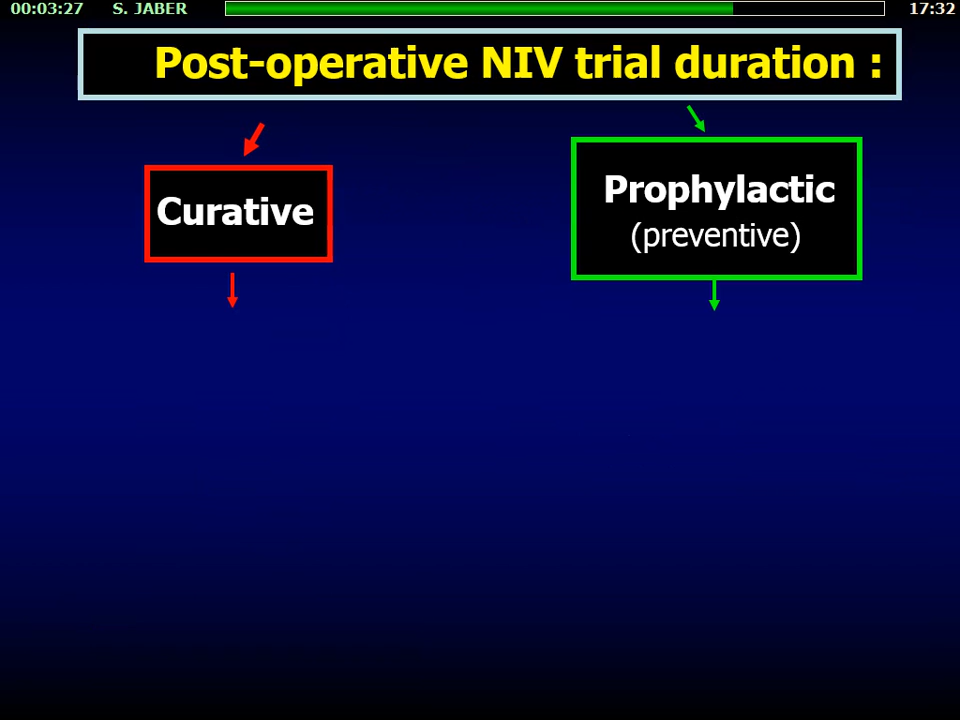 00:03:27 S. JABER 17:32
Post-operative NIV trial duration :
Curative
Prophylactic
(preventive)